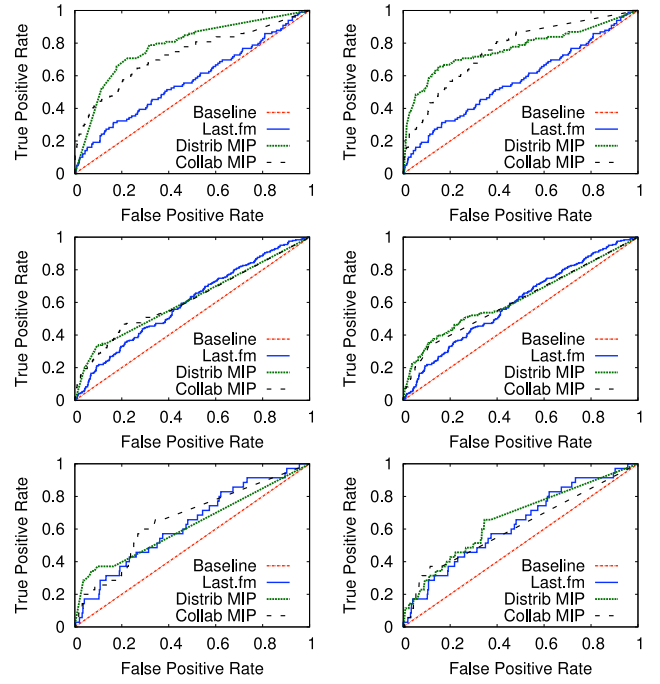 1
0.8
0.6
0.4
0.2
0
0 0.2 0.4 0.6 0.8 1
True Positive Rate
False Positive Rate
Baseline
Last.fm
Distrib MIP
Collab MIP
1
0.8
0.6
0.4
0.2
0
0 0.2 0.4 0.6 0.8 1
True Positive Rate
False Positive Rate
Baseline
Last.fm
Distrib MIP
Collab MIP
1
0.8
0.6
0.4
0.2
0
0 0.2 0.4 0.6 0.8 1
True Positive Rate
False Positive Rate
Baseline
Last.fm
Distrib MIP
Collab MIP
1
0.8
0.6
0.4
0.2
0
0 0.2 0.4 0.6 0.8 1
True Positive Rate
False Positive Rate
Baseline
Last.fm
Distrib MIP
Collab MIP
1
0.8
0.6
0.4
0.2
0
0 0.2 0.4 0.6 0.8 1
True Positive Rate
False Positive Rate
Baseline
Last.fm
Distrib MIP
Collab MIP
1
0.8
0.6
0.4
0.2
0
0 0.2 0.4 0.6 0.8 1
True Positive Rate
False Positive Rate
Baseline
Last.fm
Distrib MIP
Collab MIP